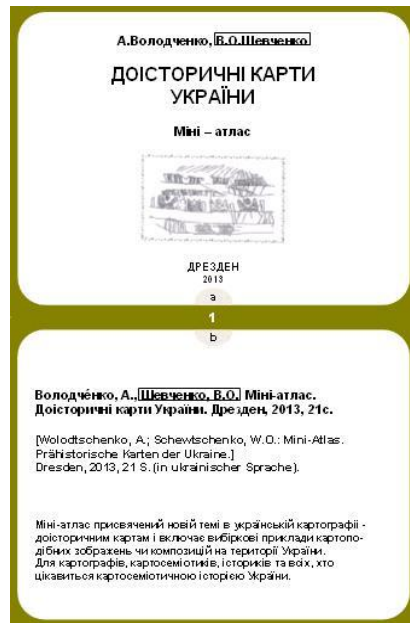 А.Володченко, В.О.Шевченко
ДОІСТОРИЧНІ КАРТИ
УКРАЇНИ
Міні – атлас
ДРЕЗДЕН
2013
a
1
b
Володче́нко, А., Шевченко, В.О. Міні-атлас.
Доісторичні карти України. Дрезден, 2013, 21с.
[Wolodtschenko, A.; Schewtschenko, W.O.: Mini-Atlas.
Prähistorische Karten der Ukraine.]
Dresden, 2013, 21 S. (in ukrainischer Sprache).
Міні-атлас присвячений новій темі в українській картографії -
доісторичним картам і включає вибіркові приклади картопо-
дібних зображень чи композицій на території України.
Для картографів, картосеміотиків, істориків та всіх, хто
цікавиться картосеміотичною історією України.